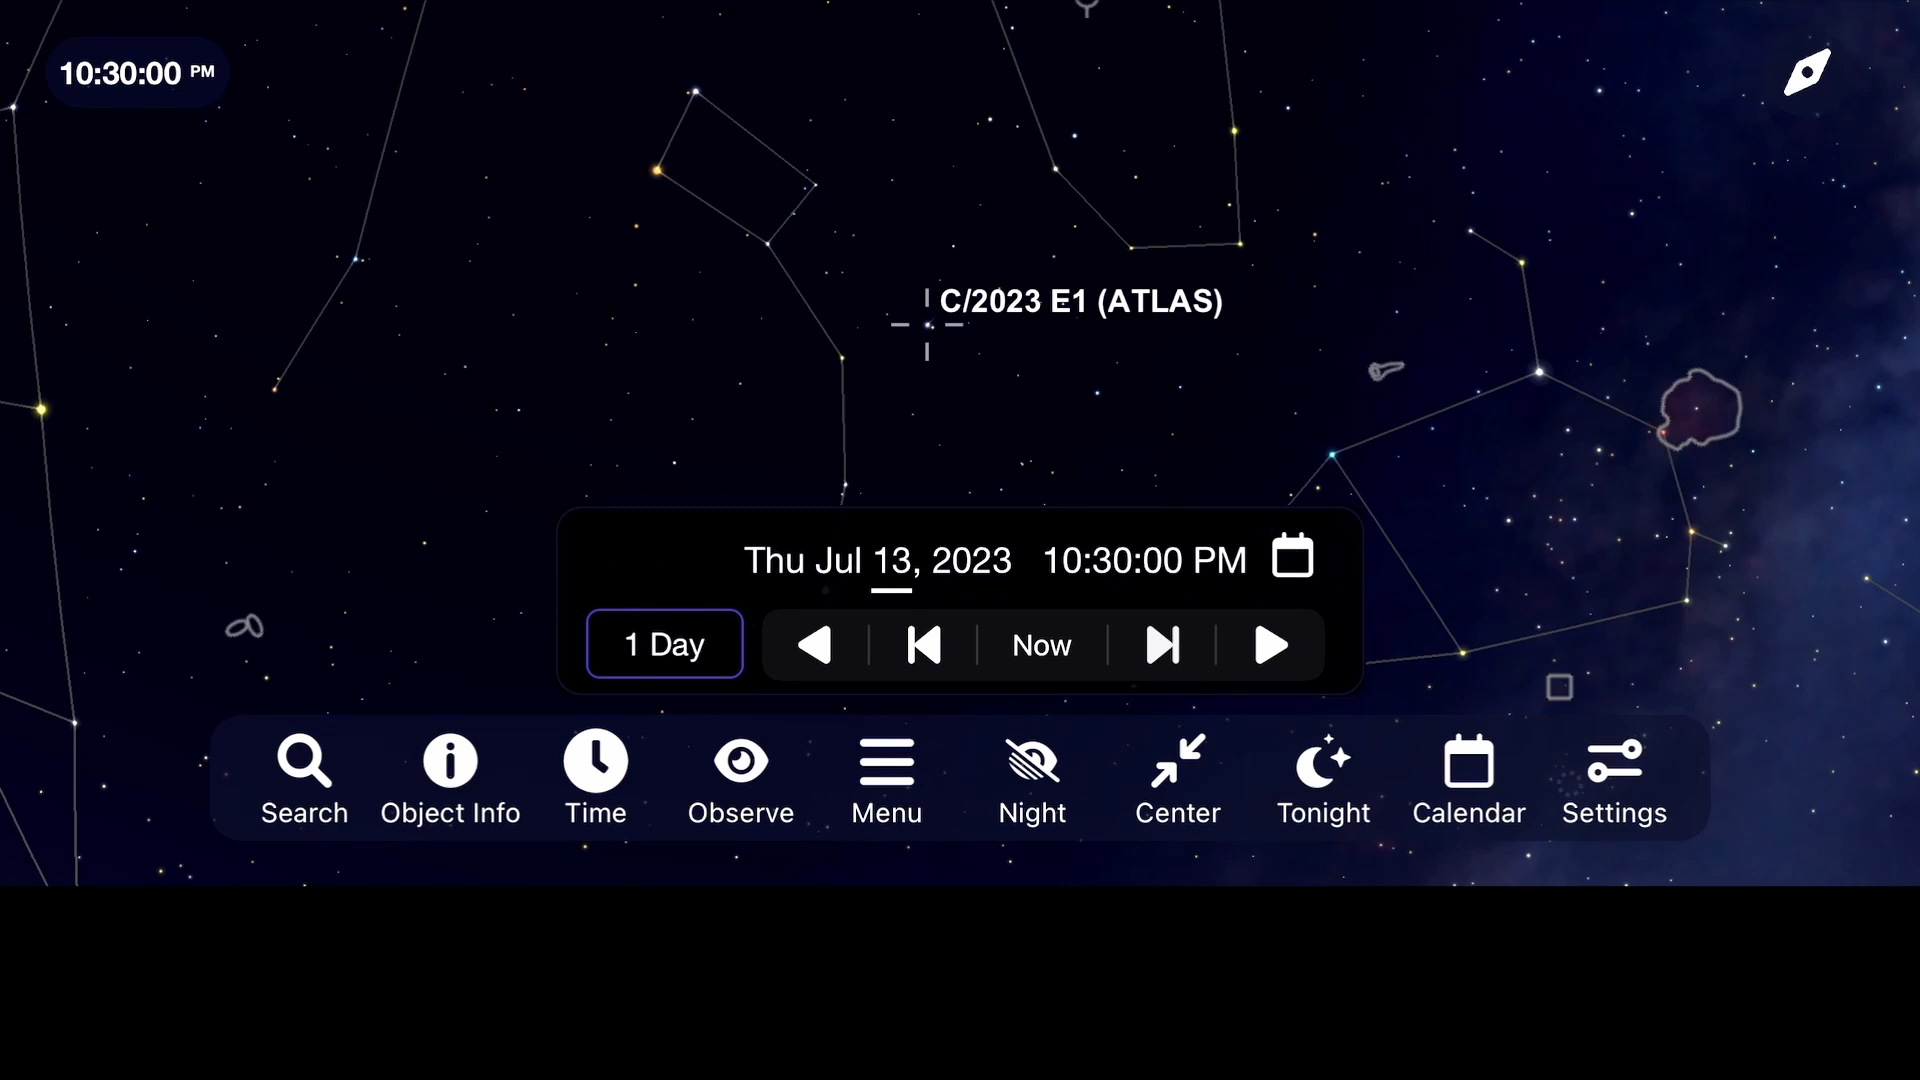 10:30:00 PM
C/2023 E1 (ATLAS)
Thu Jul 13, 2023 10:30:00 PM
1 Day
Now
Search
Object Info
Time
Observe
Menu
Night
Center
Tonight
Calendar
Settings